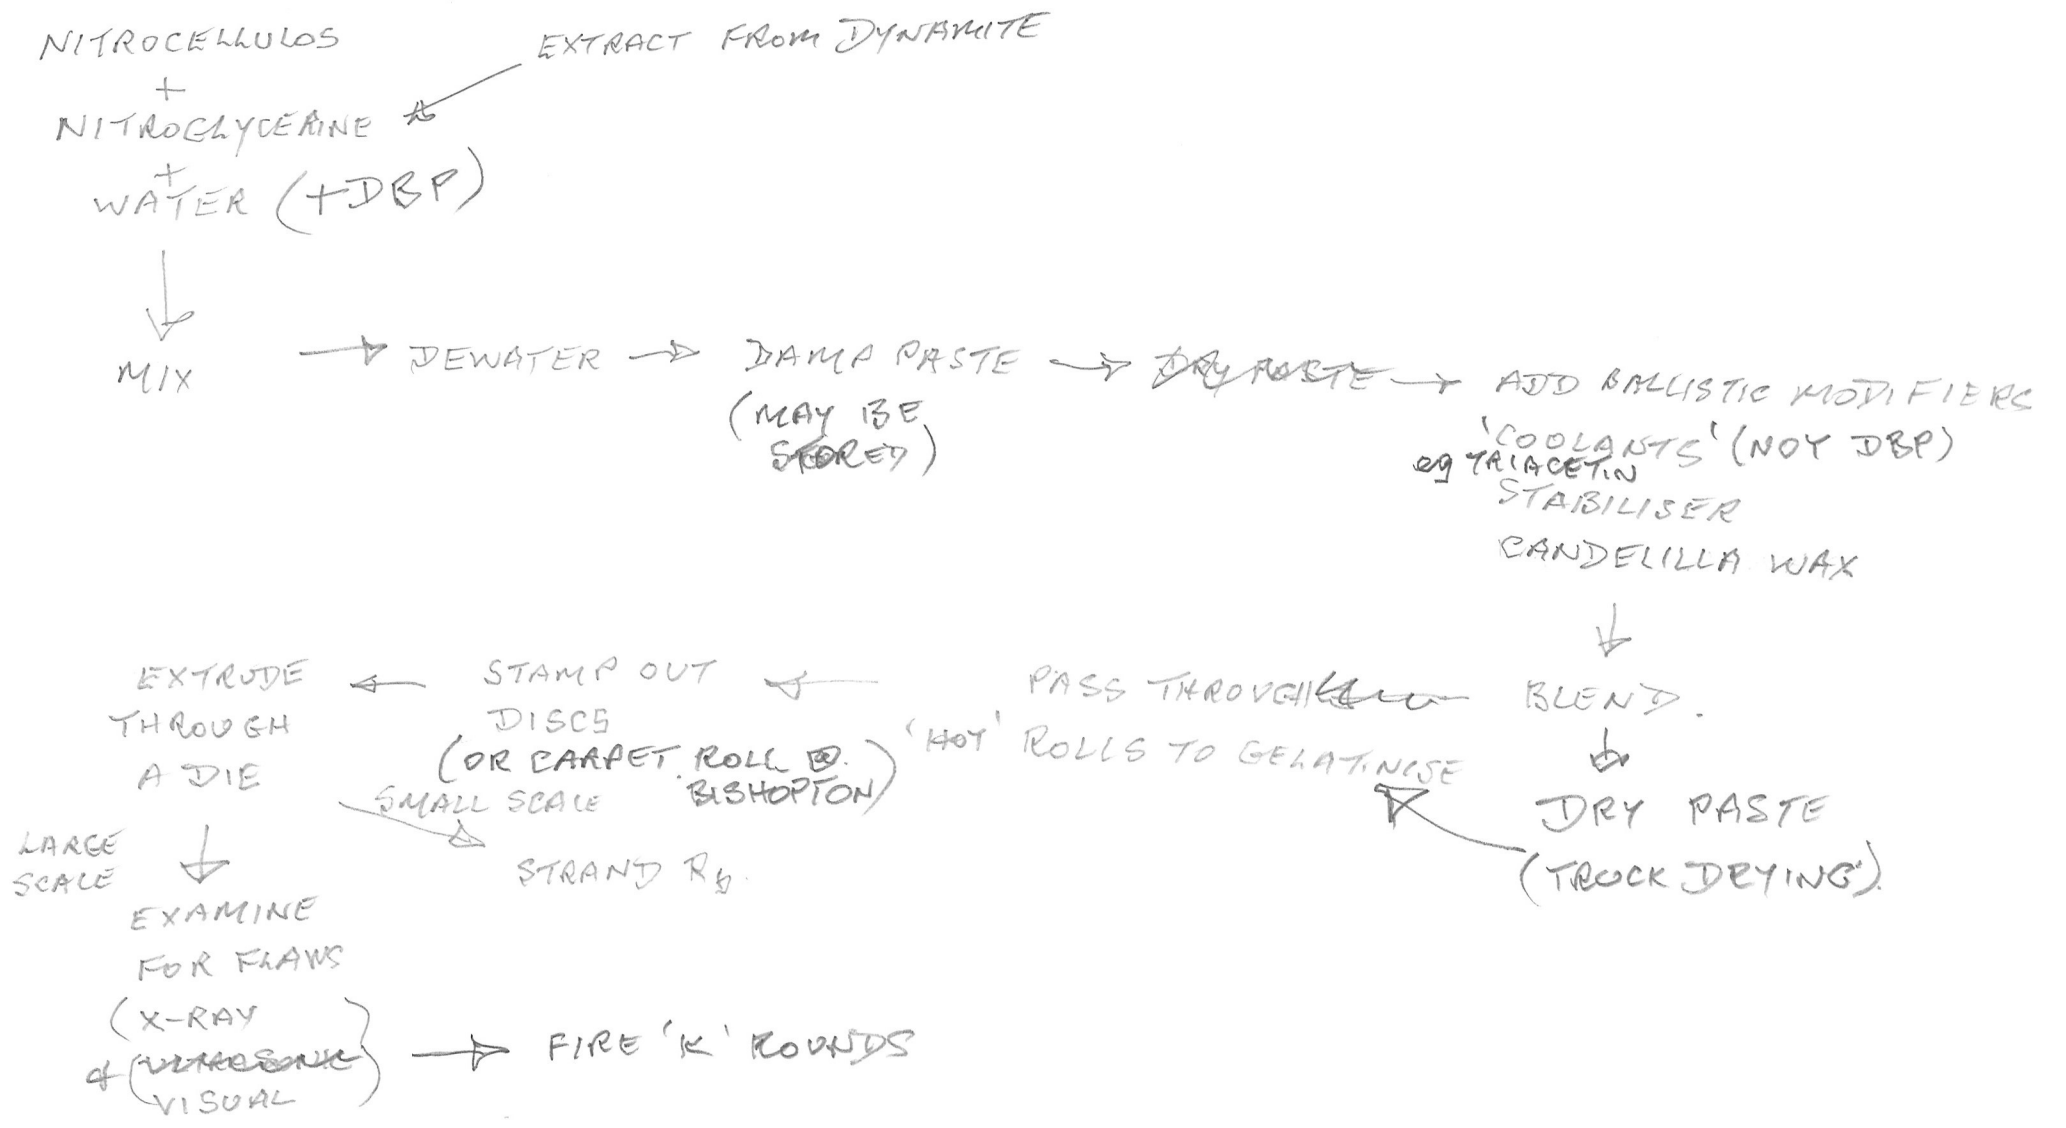 NITROCELLULOS
+
NITROGLYCERINE
EXTRACT FROM DYNAMITE
+
WATER (+DBP)
MIX
DEWATER
DAMP PASTE
(MAY BE
STORED)
DRY PASTE
ADD BALLISTIC MODIFIERS
'COOLANTS' (NOT DBP)
eg TRIACETIN
STABILISER
CANDELILLA WAX
BLEND.
DRY PASTE
(TRUCK DRYING).
PASS THROUGH
'HOT' ROLLS TO GELATINISE
STAMP OUT
DISCS
(OR CARPET ROLL @
BISHOPTON)
EXTRUDE
THROUGH
A DIE
SMALL SCALE
STRAND Rb.
LARGE
SCALE
EXAMINE
FOR FLAWS
(X-RAY
& (ULTRASONIC
VISUAL
FIRE 'K' ROUNDS